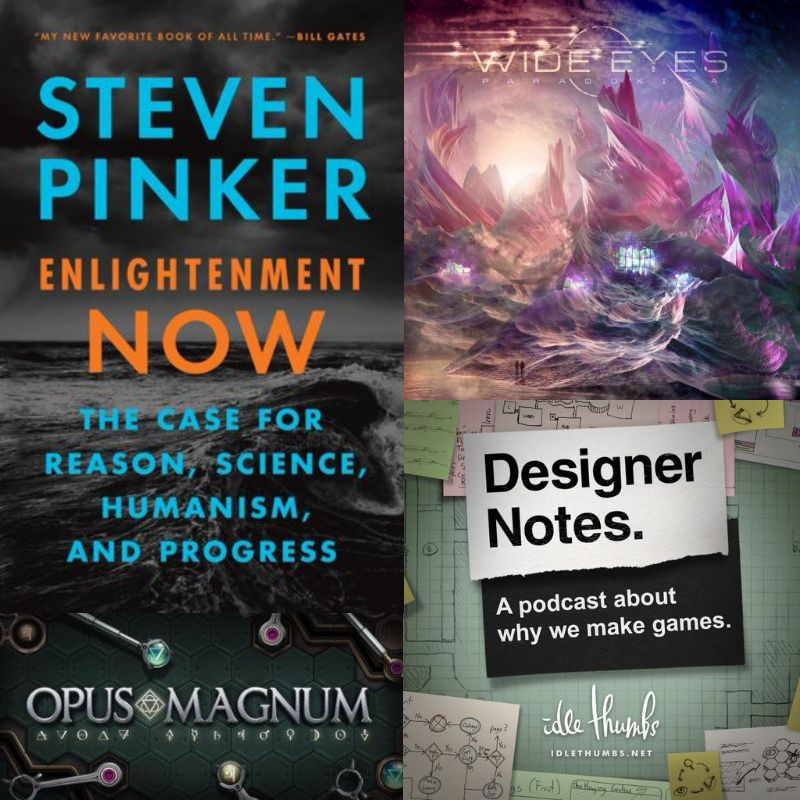 "MY NEW FAVORITE BOOK OF ALL TIME." —BILL GATES
STEVEN
PINKER
ENLIGHTENMENT
NOW
THE CASE FOR
REASON, SCIENCE,
HUMANISM,
AND PROGRESS
WIDE EYES
PARADOXICA
Designer
Notes.
A podcast about
why we make games.
idle thumbs
IDLETHUMBS.NET
OPUS MAGNUM